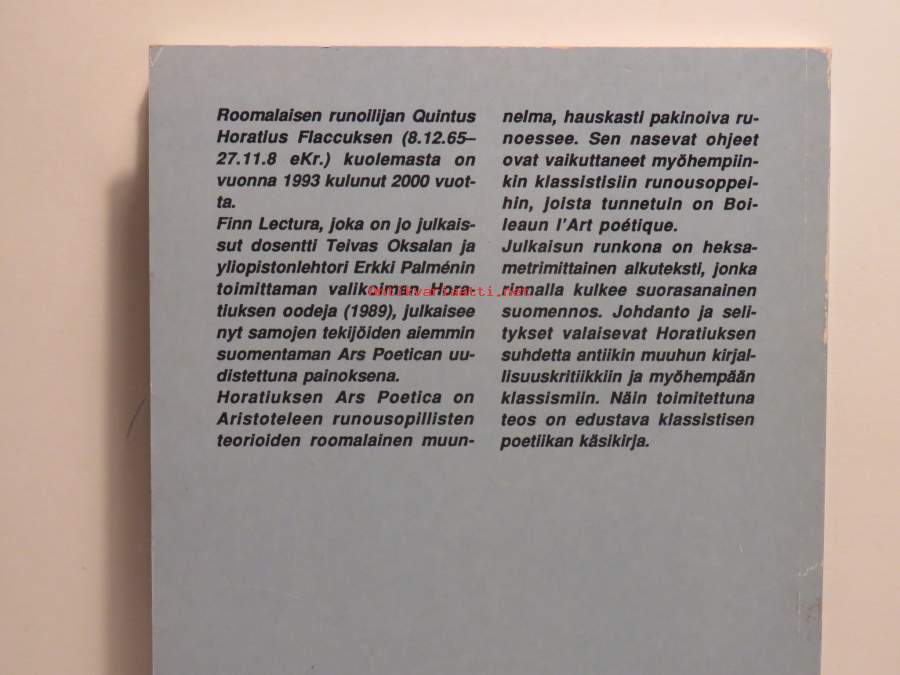 Roomalaisen runoilijan Quintus
Horatius Flaccuksen (8.12.65–
27.11.8 eKr.) kuolemasta on
vuonna 1993 kulunut 2000 vuot-
ta.
Finn Lectura, joka on jo julkais-
sut dosentti Teivas Oksalan ja
yliopistonlehtori Erkki Palménin
toimittaman valikoiman Hora-
tiuksen oodeja (1989), julkaisee
nyt samojen tekijöiden aiemmin
suomentaman Ars Poetican uu-
distettuna painoksena.
Horatiuksen Ars Poetica on
Aristoteleen runousopillisten
teorioiden roomalainen muun-
nelma, hauskasti pakinoiva ru-
noessee. Sen nasevat ohjeet
ovat vaikuttaneet myöhempiin-
kin klassistisiin runousoppei-
hin, joista tunnetuin on Boi-
leaun l'Art poétique.
Julkaisun runkona on heksa-
metrimittainen alkuteksti, jonka
rinnalla kulkee suorasanainen
suomennos. Johdanto ja seli-
tykset valaisevat Horatiuksen
suhdetta antiikin muuhun kirjal-
lisuuskritiikkiin ja myöhempään
klassismiin. Näin toimitettuna
teos on edustava klassistisen
poetiikan käsikirja.
antikvariaatti.net